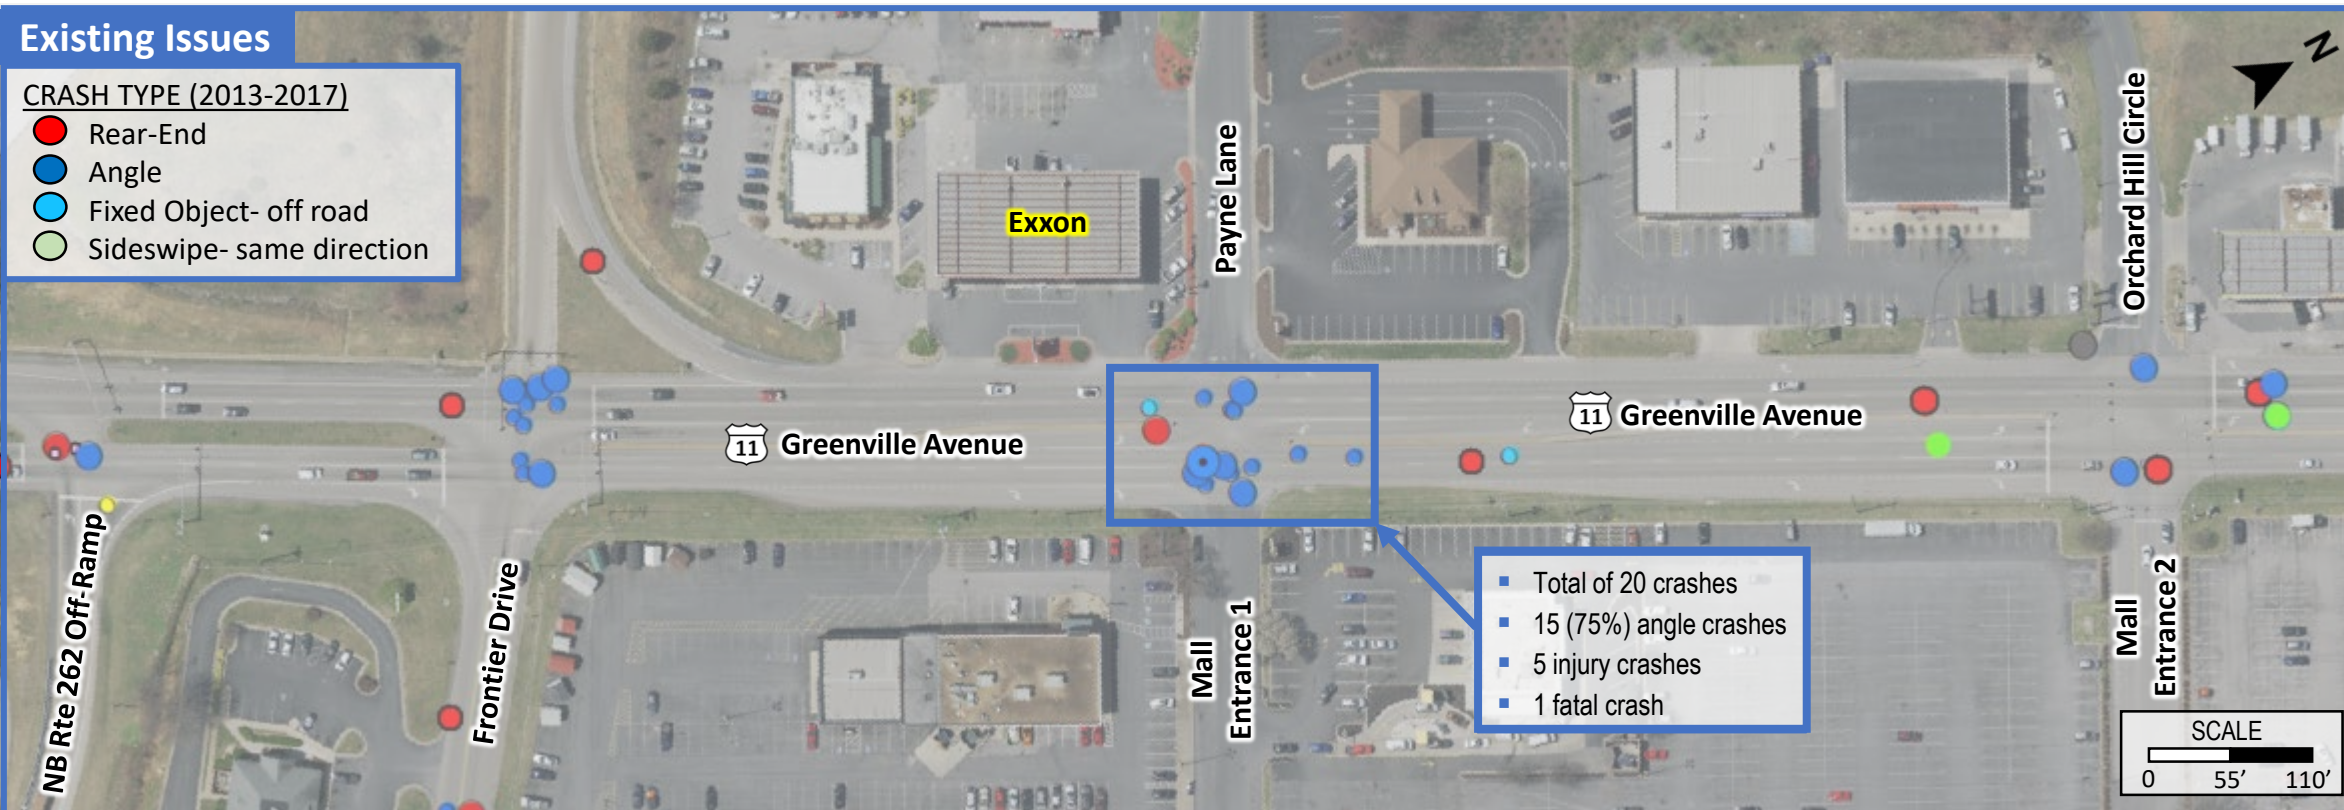 Existing Issues
CRASH TYPE (2013-2017)
Rear-End
Angle
Fixed Object- off road
Sideswipe- same direction
Exxon
Payne Lane
Orchard Hill Circle
N
11 Greenville Avenue
11 Greenville Avenue
NB Rte 262 Off-Ramp
Frontier Drive
Mall
Entrance 1
▪ Total of 20 crashes
▪ 15 (75%) angle crashes
▪ 5 injury crashes
▪ 1 fatal crash
Mall
Entrance 2
SCALE
0 55’ 110’